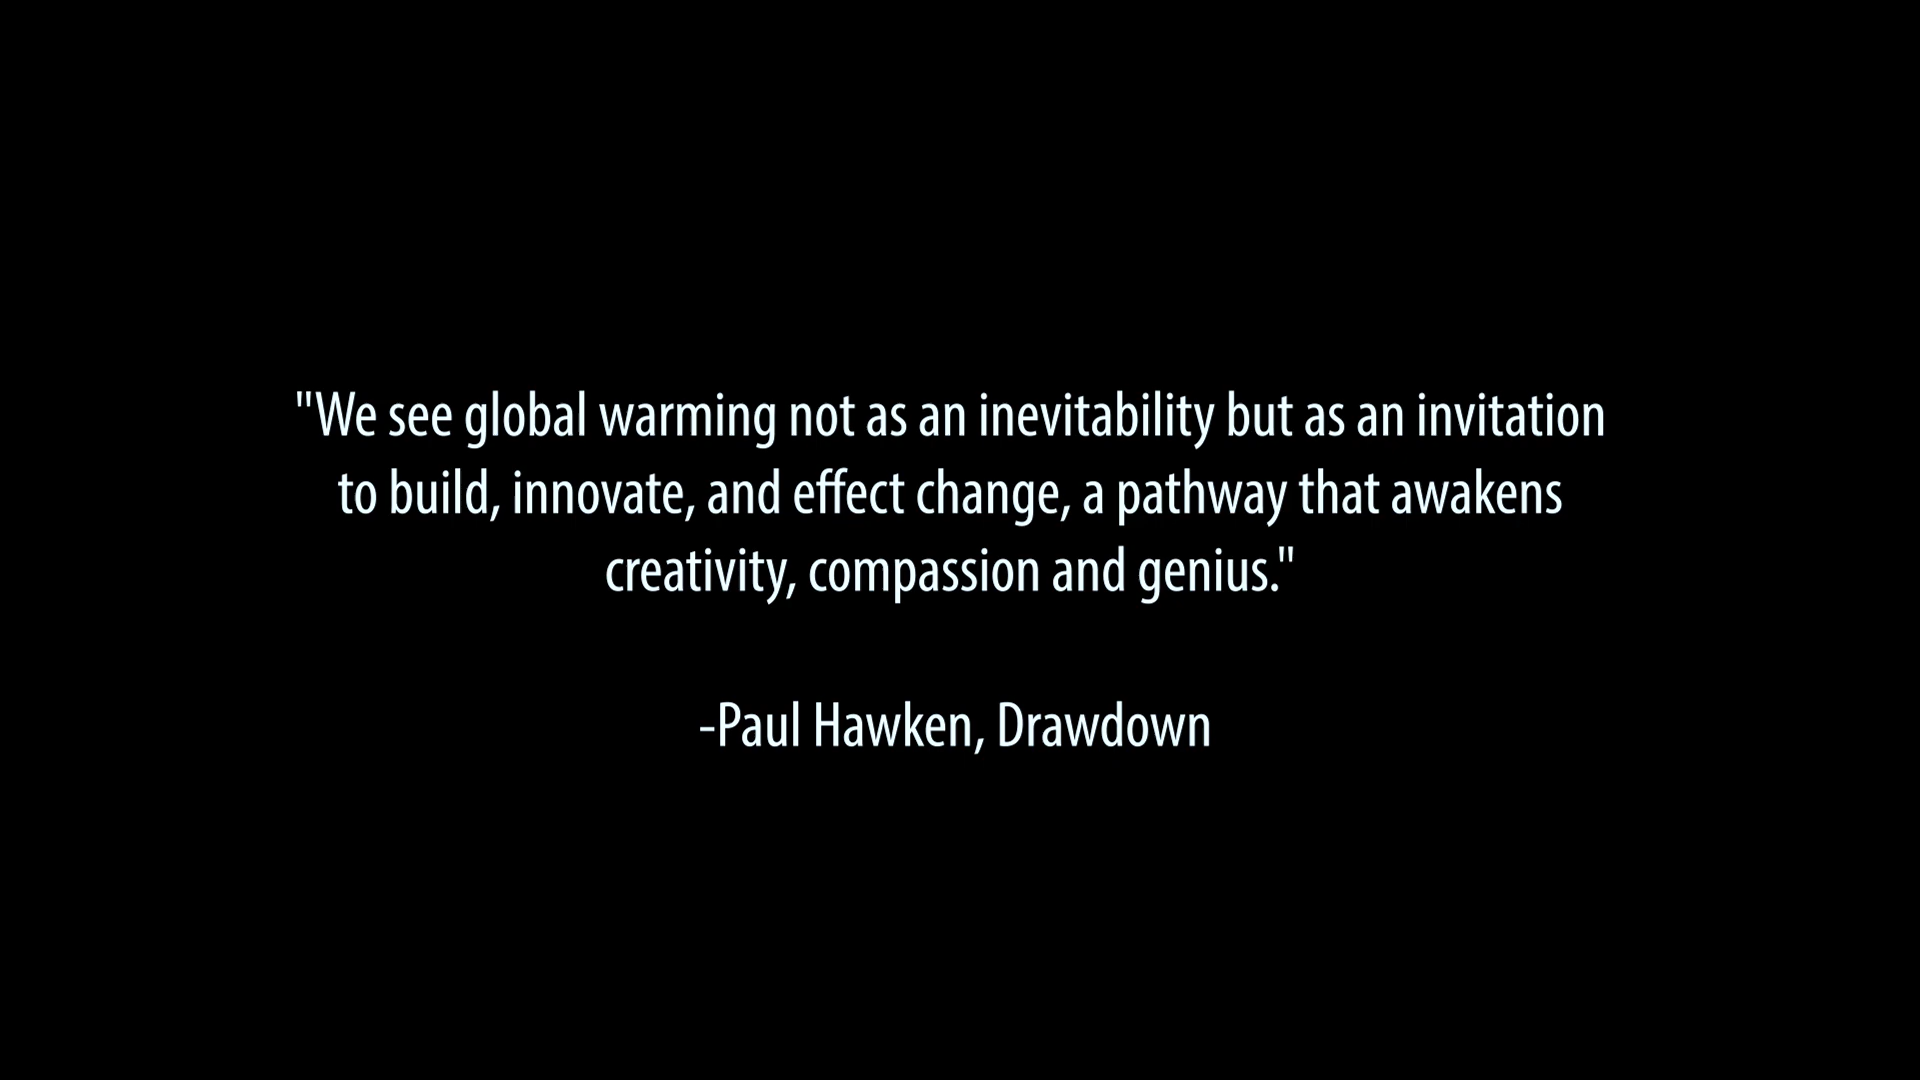 "We see global warming not as an inevitability but as an invitation
to build, innovate, and effect change, a pathway that awakens
creativity, compassion and genius."
-Paul Hawken, Drawdown